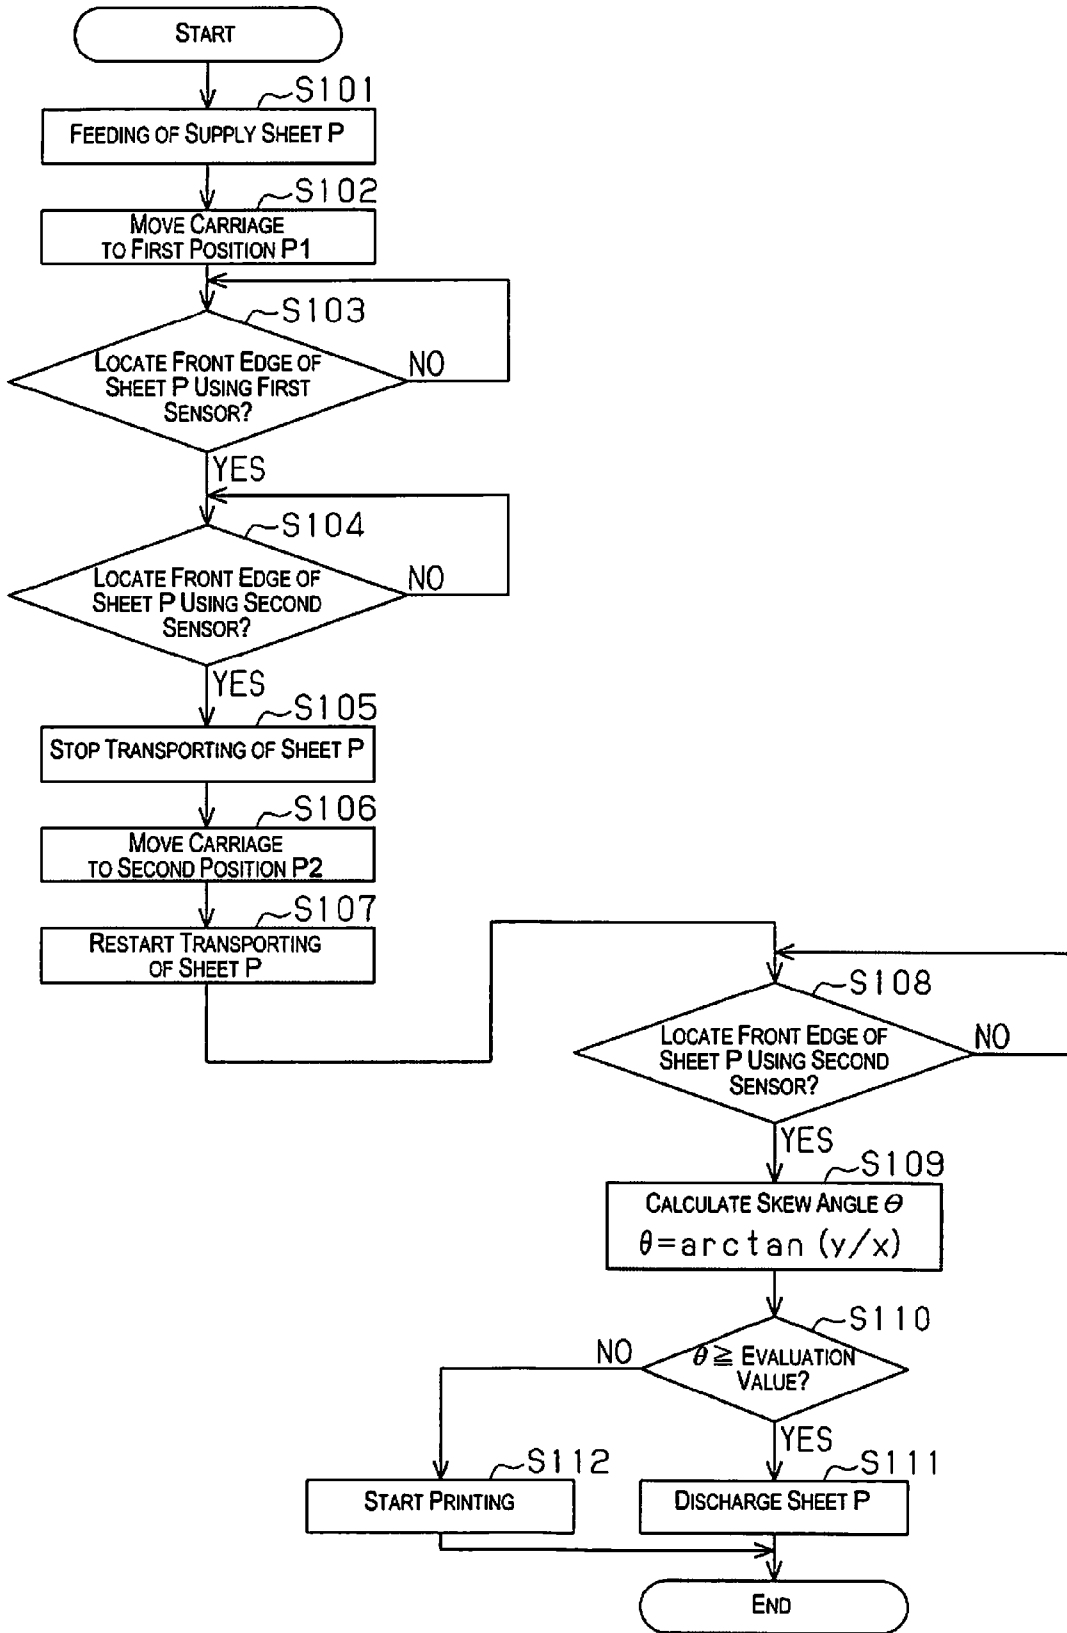 START
S101
FEEDING OF SUPPLY SHEET P
S102
MOVE CARRIAGE
TO FIRST POSITION P1
S103
LOCATE FRONT EDGE OF
SHEET P USING FIRST
SENSOR?
NO
YES
S104
LOCATE FRONT EDGE OF
SHEET P USING SECOND
SENSOR?
NO
YES
S105
STOP TRANSPORTING OF SHEET P
S106
MOVE CARRIAGE
TO SECOND POSITION P2
S107
RESTART TRANSPORTING
OF SHEET P
S108
LOCATE FRONT EDGE OF
SHEET P USING SECOND
SENSOR?
NO
YES
S109
CALCULATE SKEW ANGLE θ
θ=arctan (y/x)
S110
θ≧ EVALUATION
VALUE?
NO
YES
S112
START PRINTING
S111
DISCHARGE SHEET P
END